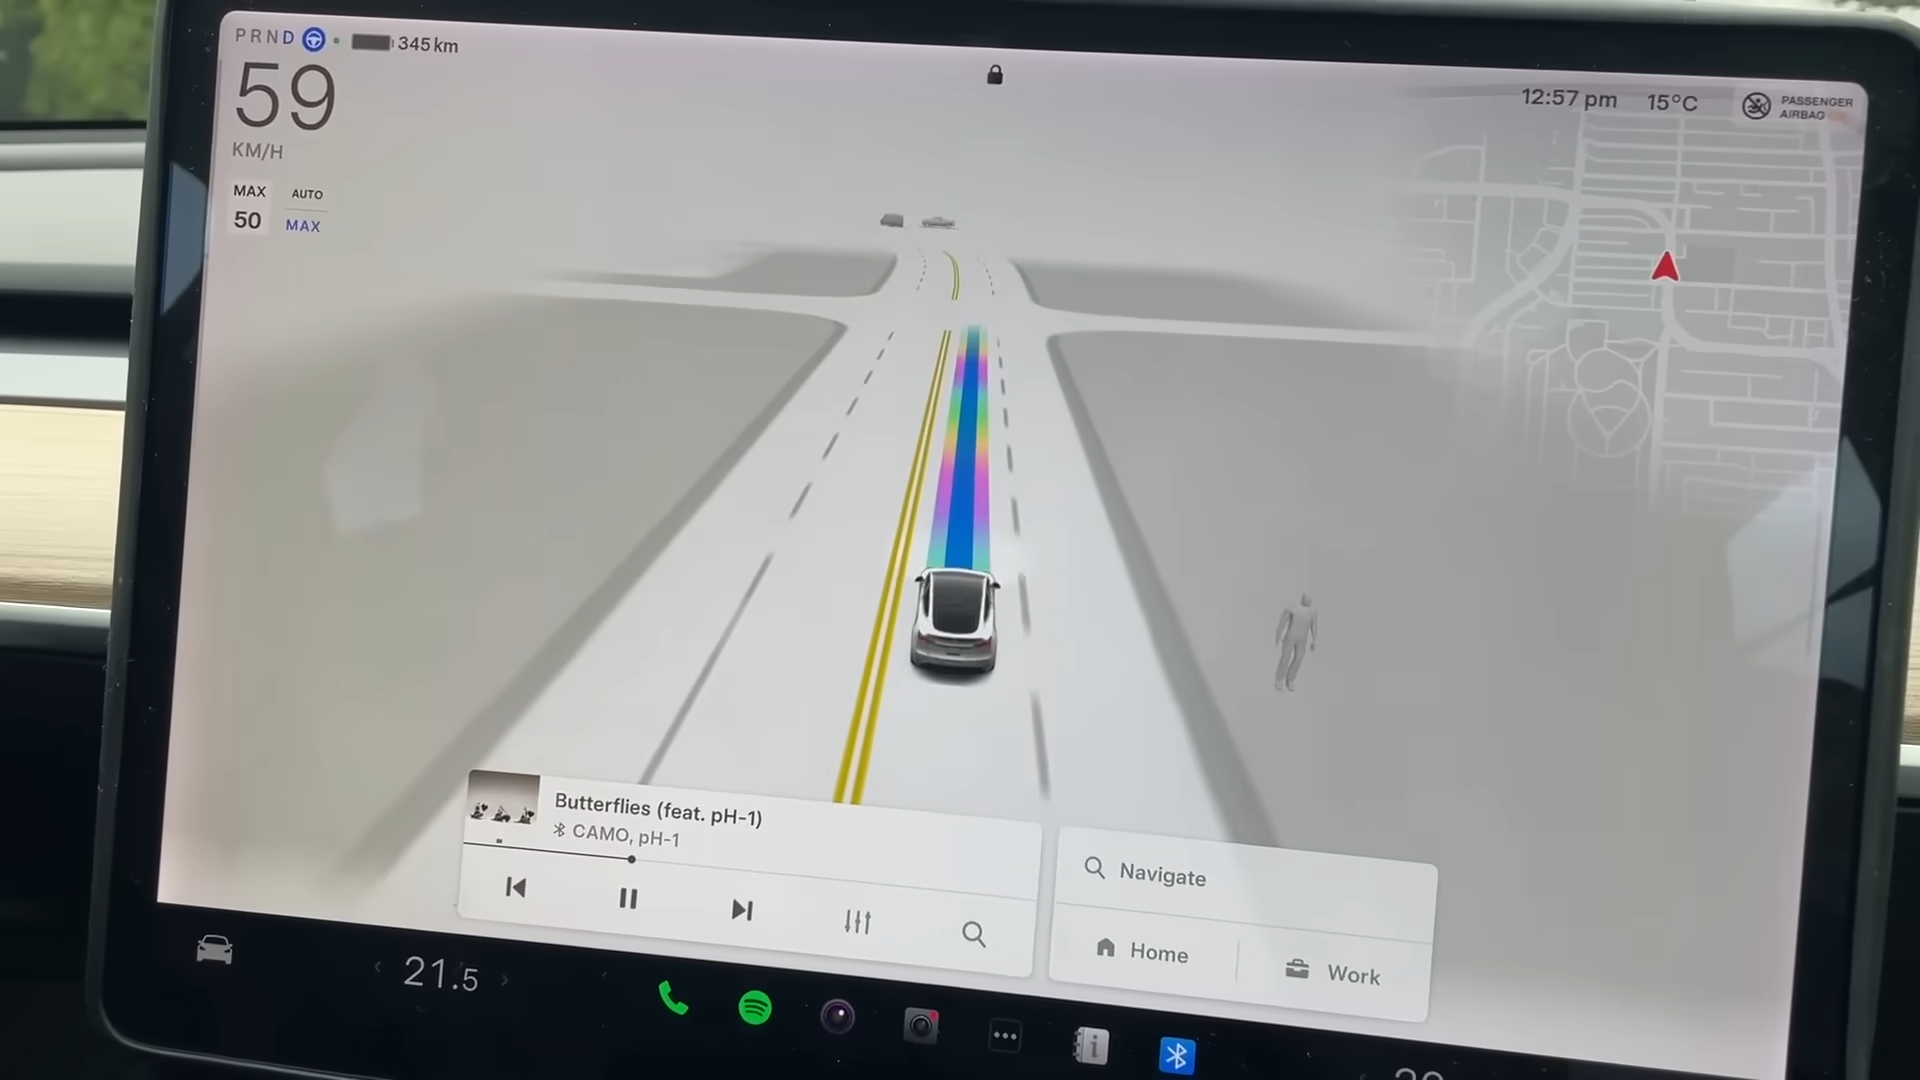 PRND
345 km
59
KM/H
MAX
50
AUTO
MAX
12:57 pm
15°C
PASSENGER
AIRBAG
Butterflies (feat. pH-1)
CAMO, pH-1
Navigate
Home
Work
21.5